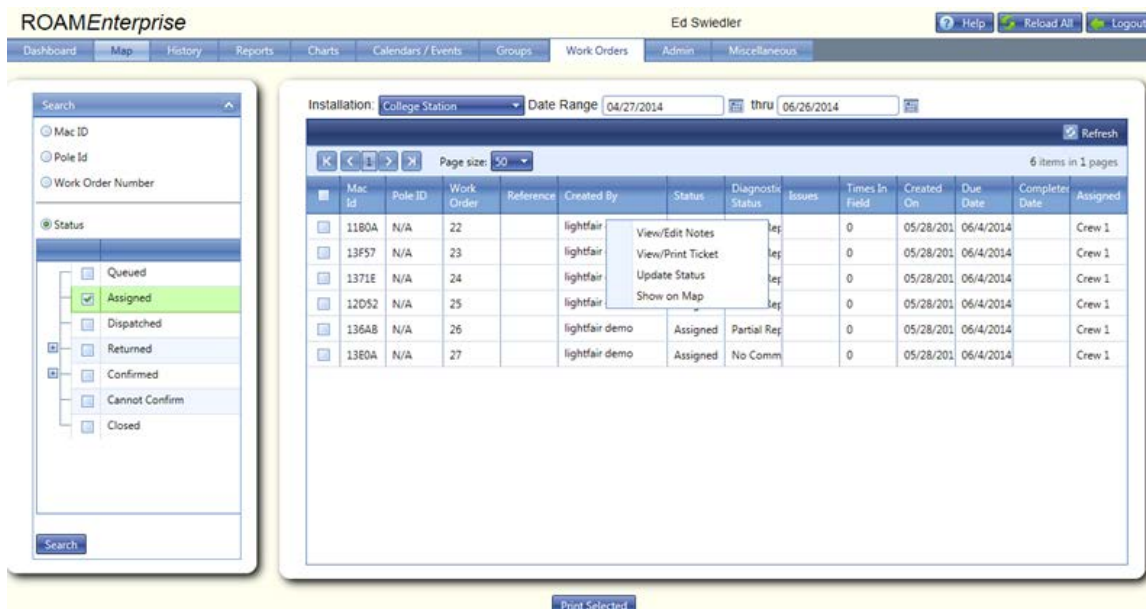 ROAMEnterprise Ed Swiedler Help Reload All Logout
Dashboard Map History Reports Charts Calendars / Events Groups Work Orders Admin Miscellaneous
Search
Mac ID
Pole Id
Work Order Number
Status
Queued
Assigned
Dispatched
Returned
Confirmed
Cannot Confirm
Closed
Search
Installation: College Station Date Range 04/27/2014 thru 06/26/2014
Refresh
1 Page size: 50 6 items in 1 pages
Mac Id Pole ID Work Order Reference Created By Status Diagnostic Status Issues Times In Field Created On Due Date Completed Date Assigned
11B0A N/A 22 lightfair 0 05/28/201 06/4/2014 Crew 1
13F57 N/A 23 lightfair 0 05/28/201 06/4/2014 Crew 1
1371E N/A 24 lightfair 0 05/28/201 06/4/2014 Crew 1
12D52 N/A 25 lightfair 0 05/28/201 06/4/2014 Crew 1
136AB N/A 26 lightfair demo Assigned Partial Rep 0 05/28/201 06/4/2014 Crew 1
13E0A N/A 27 lightfair demo Assigned No Comm 0 05/28/201 06/4/2014 Crew 1
View/Edit Notes
View/Print Ticket
Update Status
Show on Map
Print Selected